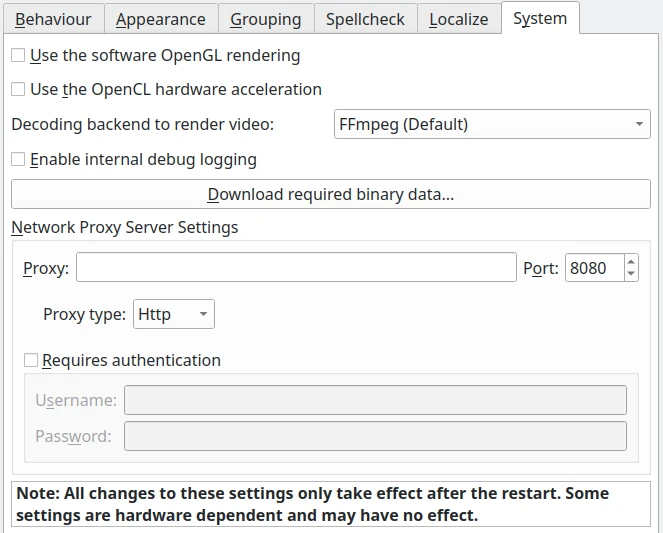 Behaviour Appearance Grouping Spellcheck Localize System
Use the software OpenGL rendering
Use the OpenCL hardware acceleration
Decoding backend to render video: FFmpeg (Default)
Enable internal debug logging
Download required binary data...
Network Proxy Server Settings
Proxy: Port: 8080
Proxy type: Http
Requires authentication
Username:
Password:
Note: All changes to these settings only take effect after the restart. Some
settings are hardware dependent and may have no effect.